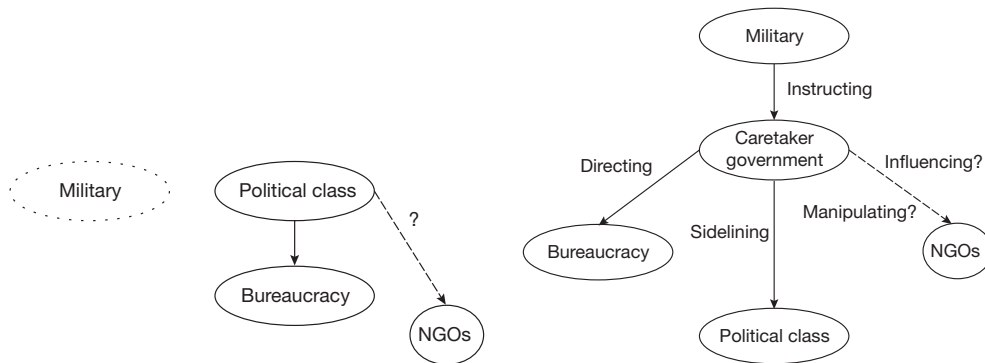 Military
Political class
?
Bureaucracy
NGOs
Military
Instructing
Caretaker
government
Directing
Influencing?
Manipulating?
Sidelining
Bureaucracy
NGOs
Political class